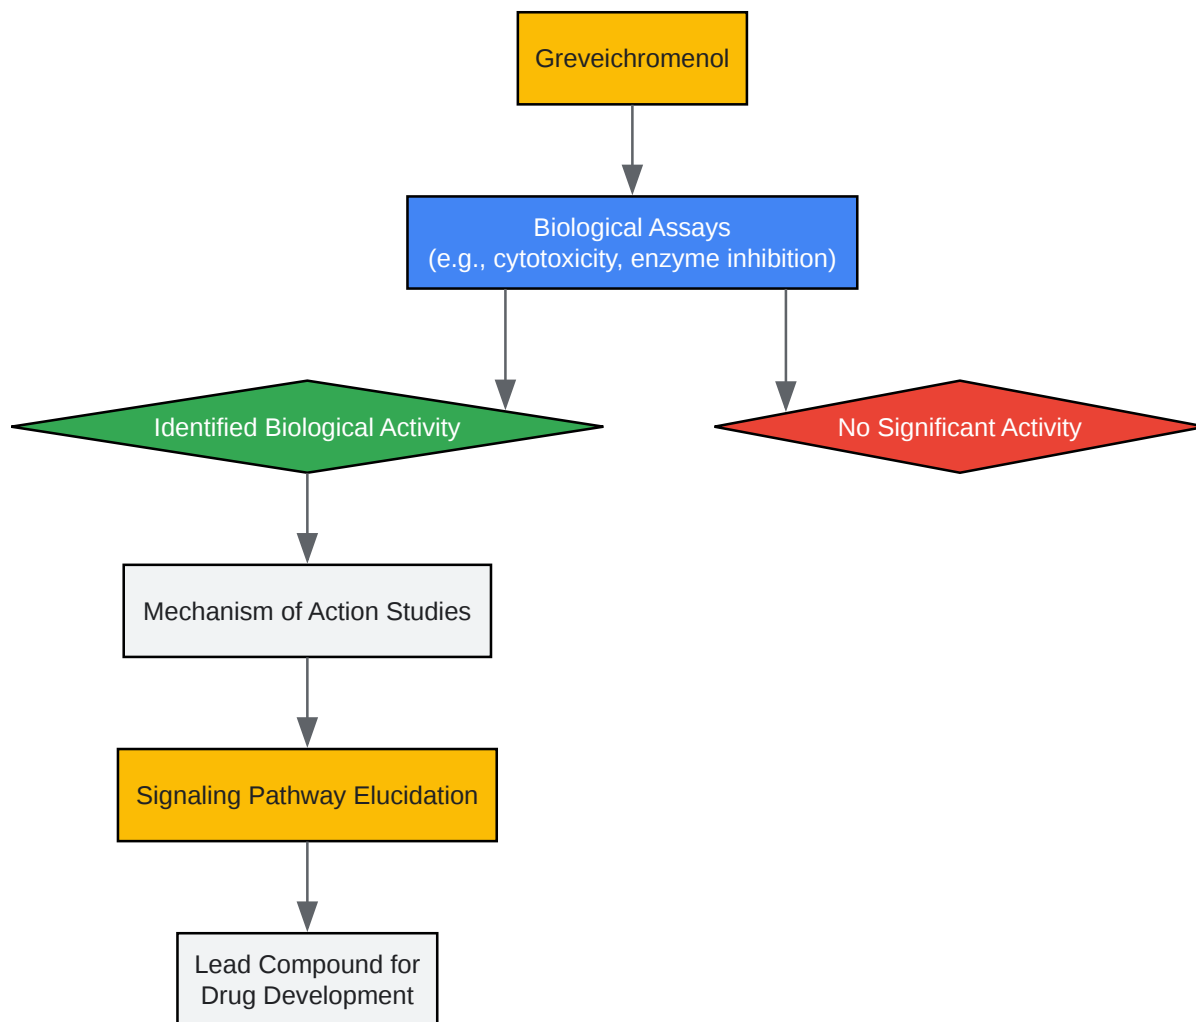 Greveichromenol
Biological Assays
(e.g., cytotoxicity, enzyme inhibition)
Identified Biological Activity
No Significant Activity
Mechanism of Action Studies
Signaling Pathway Elucidation
Lead Compound for
Drug Development